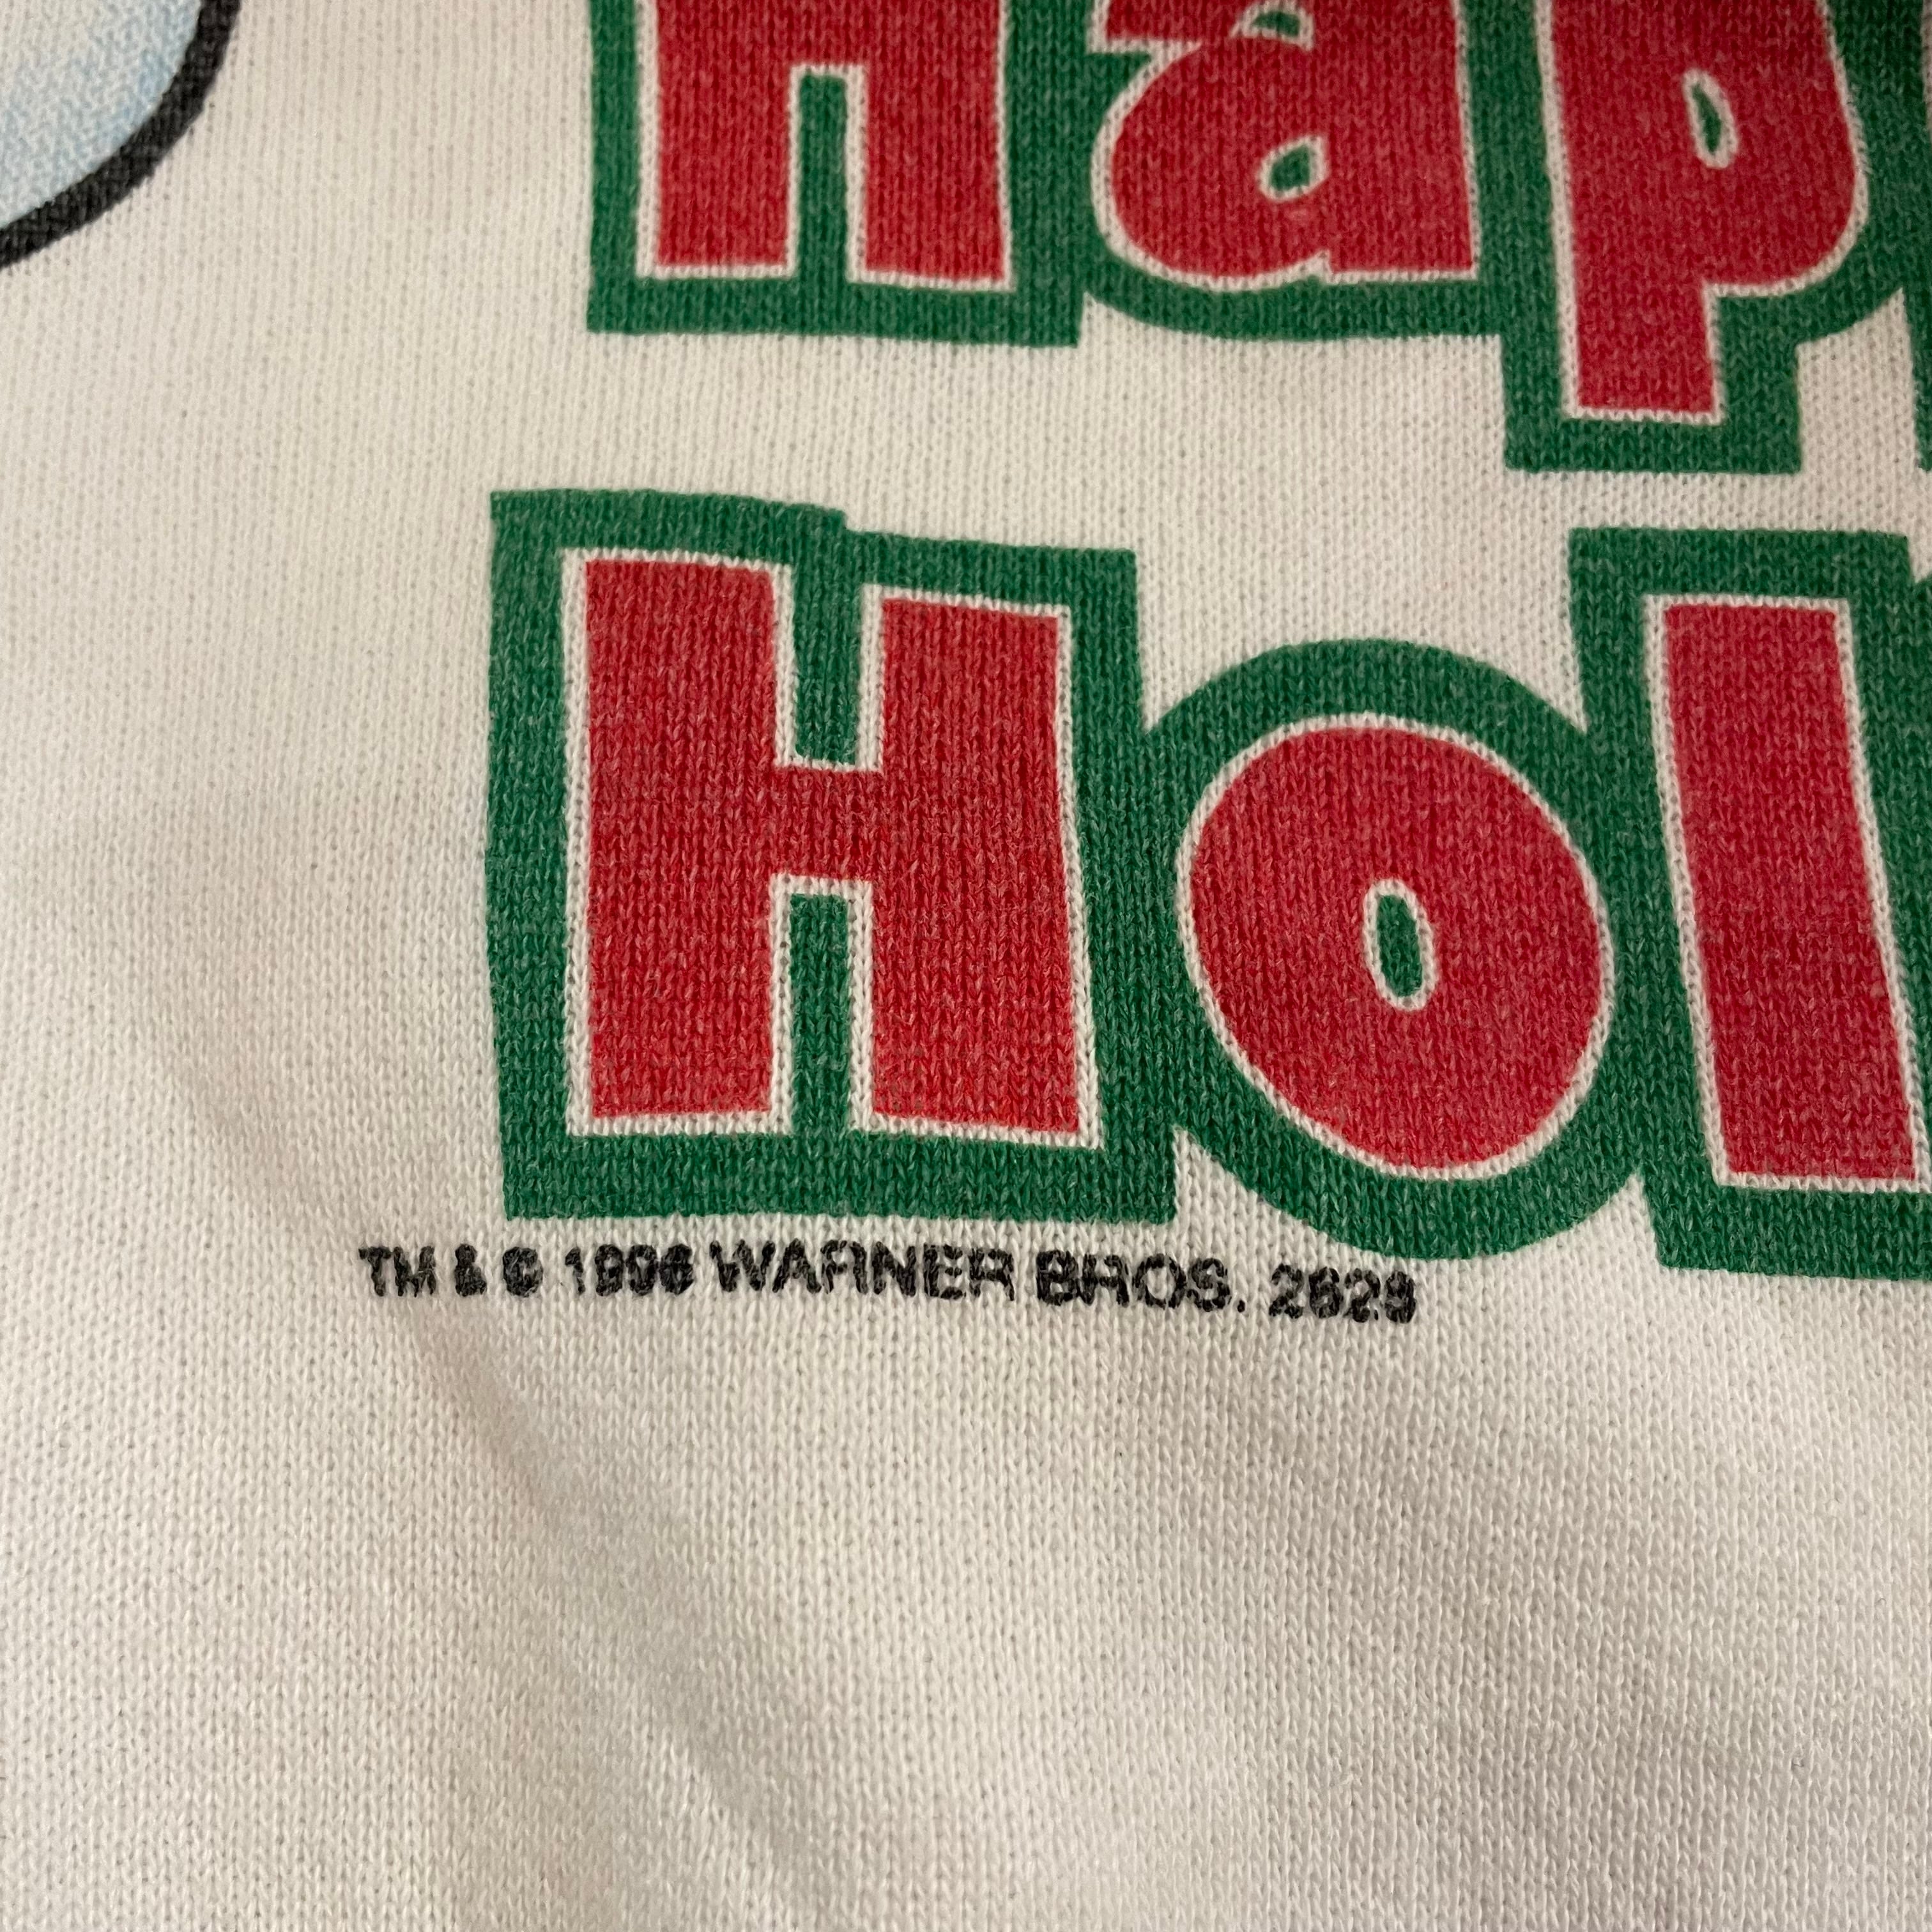 Hap
Hol
TM & © 1996 WARNER BROS. 2629